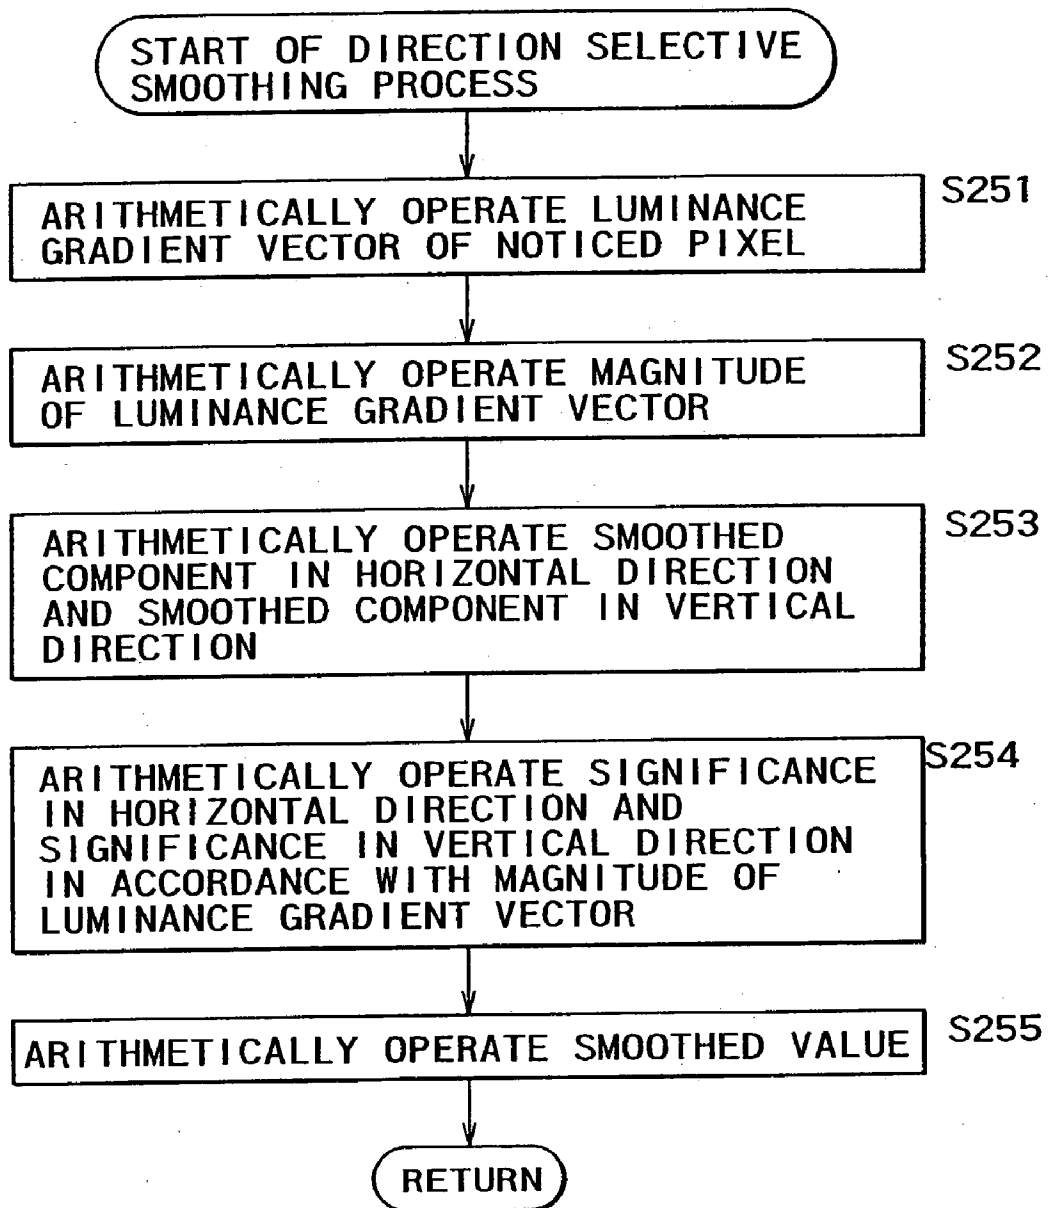 START OF DIRECTION SELECTIVE
SMOOTHING PROCESS
S251
ARITHMETICALLY OPERATE LUMINANCE
GRADIENT VECTOR OF NOTICED PIXEL
S252
ARITHMETICALLY OPERATE MAGNITUDE
OF LUMINANCE GRADIENT VECTOR
S253
ARITHMETICALLY OPERATE SMOOTHED
COMPONENT IN HORIZONTAL DIRECTION
AND SMOOTHED COMPONENT IN VERTICAL
DIRECTION
S254
ARITHMETICALLY OPERATE SIGNIFICANCE
IN HORIZONTAL DIRECTION AND
SIGNIFICANCE IN VERTICAL DIRECTION
IN ACCORDANCE WITH MAGNITUDE OF
LUMINANCE GRADIENT VECTOR
S255
ARITHMETICALLY OPERATE SMOOTHED VALUE
RETURN